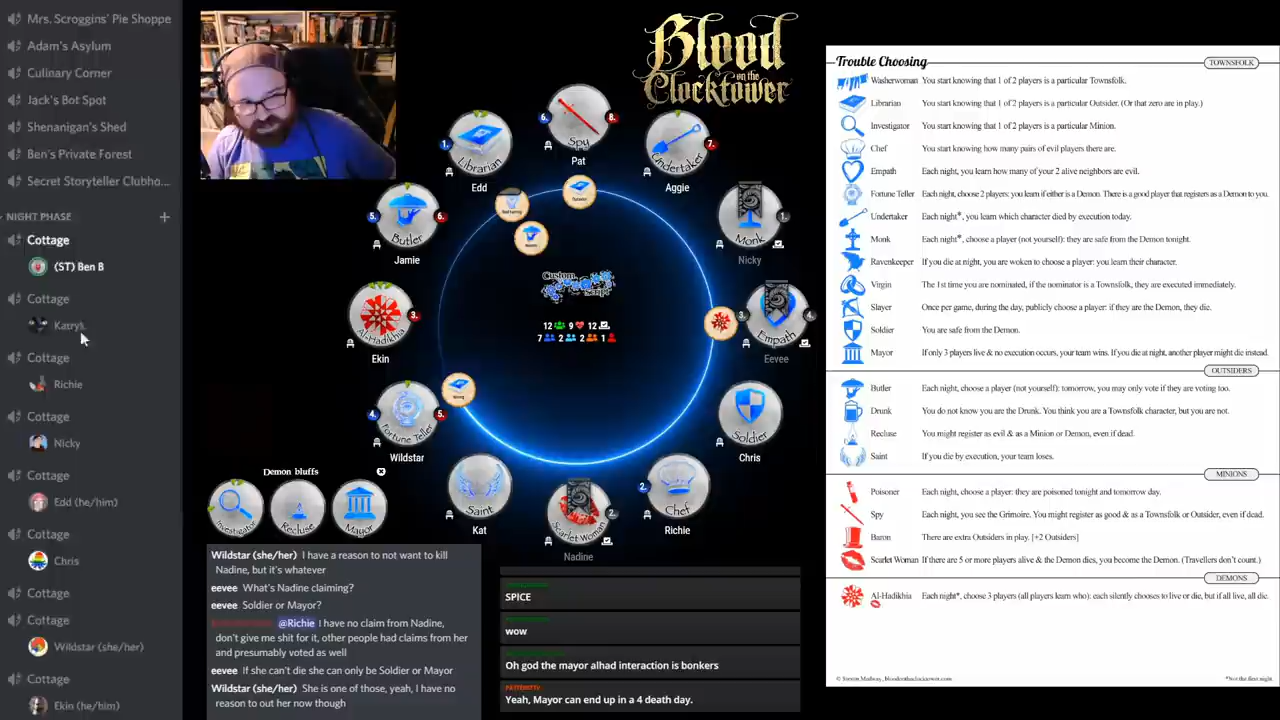 Mrs. Scroggins' Pie Shoppe
Adam's Asylum
Culinary Corner
Jack's Bot Spot
Shenanigan's Shed
Ben's Private Forest
Secret Storyteller Clubho...
NIGHT PHASE
Cottage
(ST) Ben B
Cottage
Katryk
Cottage
Richie
Cottage
Nicky
Cottage
Edd (he/him)
Cottage
Chris
Cottage
Cottage
Wildstar (she/her)
Cottage
Ekin (he/him)
Blood
on the
Clocktower
Spy
Pat
Librarian
Edd
Undertaker
Aggie
Butler
Jamie
Monk
Nicky
Al-Hadikhia
Ekin
Empath
Eevee
Fortune Teller
Wildstar
Soldier
Chris
Saint
Kat
Scarlet Woman
Nadine
Chef
Richie
Custom
Script
12 9 12
7 2 2 1
Demon bluffs
Investigator
Recluse
Mayor
Wildstar (she/her) I have a reason to not want to kill
Nadine, but it's whatever
eevee What's Nadine claiming?
eevee Soldier or Mayor?
@Richie I have no claim from Nadine,
don't give me shit for it, other people had claims from her
and presumably voted as well
eevee If she can't die she can only be Soldier or Mayor
Wildstar (she/her) She is one of those, yeah, I have no
reason to out her now though
SPICE
wow
Oh god the mayor alhad interaction is bonkers
Yeah, Mayor can end up in a 4 death day.
Trouble Choosing
TOWNSFOLK
Washerwoman You start knowing that 1 of 2 players is a particular Townsfolk.
Librarian You start knowing that 1 of 2 players is a particular Outsider. (Or that zero are in play.)
Investigator You start knowing that 1 of 2 players is a particular Minion.
Chef You start knowing how many pairs of evil players there are.
Empath Each night, you learn how many of your 2 alive neighbors are evil.
Fortune Teller Each night, choose 2 players: you learn if either is a Demon. There is a good player that registers as a Demon to you.
Undertaker Each night*, you learn which character died by execution today.
Monk Each night*, choose a player (not yourself): they are safe from the Demon tonight.
Ravenkeeper If you die at night, you are woken to choose a player: you learn their character.
Virgin The 1st time you are nominated, if the nominator is a Townsfolk, they are executed immediately.
Slayer Once per game, during the day, publicly choose a player: if they are the Demon, they die.
Soldier You are safe from the Demon.
Mayor If only 3 players live & no execution occurs, your team wins. If you die at night, another player might die instead.
OUTSIDERS
Butler Each night, choose a player (not yourself): tomorrow, you may only vote if they are voting too.
Drunk You do not know you are the Drunk. You think you are a Townsfolk character, but you are not.
Recluse You might register as evil & as a Minion or Demon, even if dead.
Saint If you die by execution, your team loses.
MINIONS
Poisoner Each night, choose a player: they are poisoned tonight and tomorrow day.
Spy Each night, you see the Grimoire. You might register as good & as a Townsfolk or Outsider, even if dead.
Baron There are extra Outsiders in play. [+2 Outsiders]
Scarlet Woman If there are 5 or more players alive & the Demon dies, you become the Demon. (Travellers don't count.)
DEMONS
Al-Hadikhia Each night*, choose 3 players (all players learn who): each silently chooses to live or die, but if all live, all die.
© Steven Medway, bloodontheclocktower.com
*Not the first night.